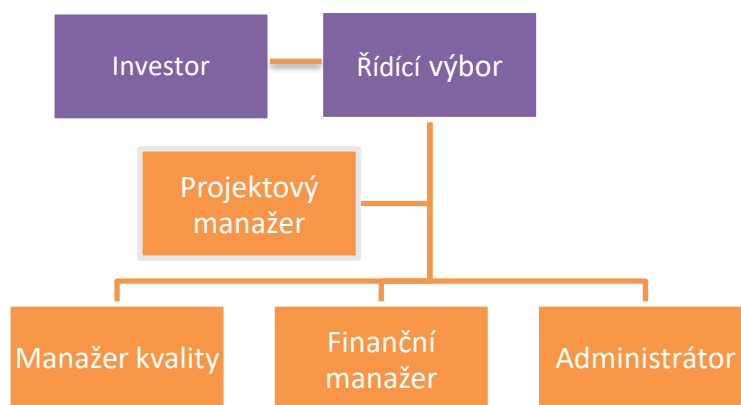 Investor
Řídící výbor
Projektový
manažer
Manažer kvality
Finanční
manažer
Administrátor